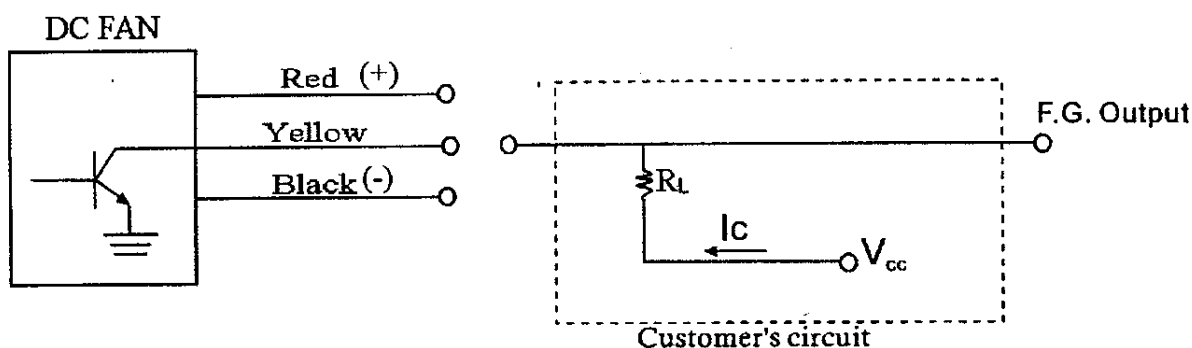 DC FAN
Red (+)
Yellow
Black (-)
F.G. Output
RL
Ic
Vcc
Customer's circuit